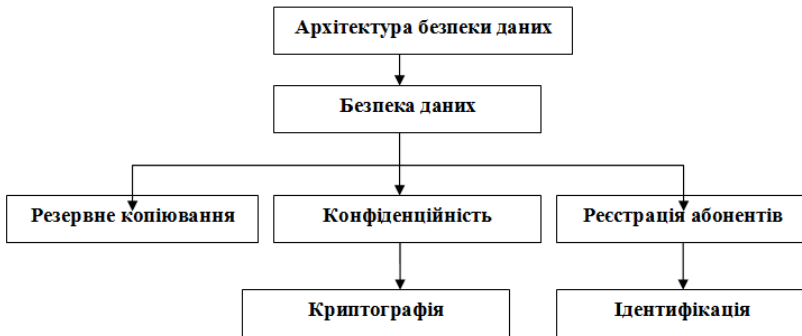 Архітектура безпеки даних
Безпека даних
Резервне копіювання
Конфіденційність
Реєстрація абонентів
Криптографія
Ідентифікація